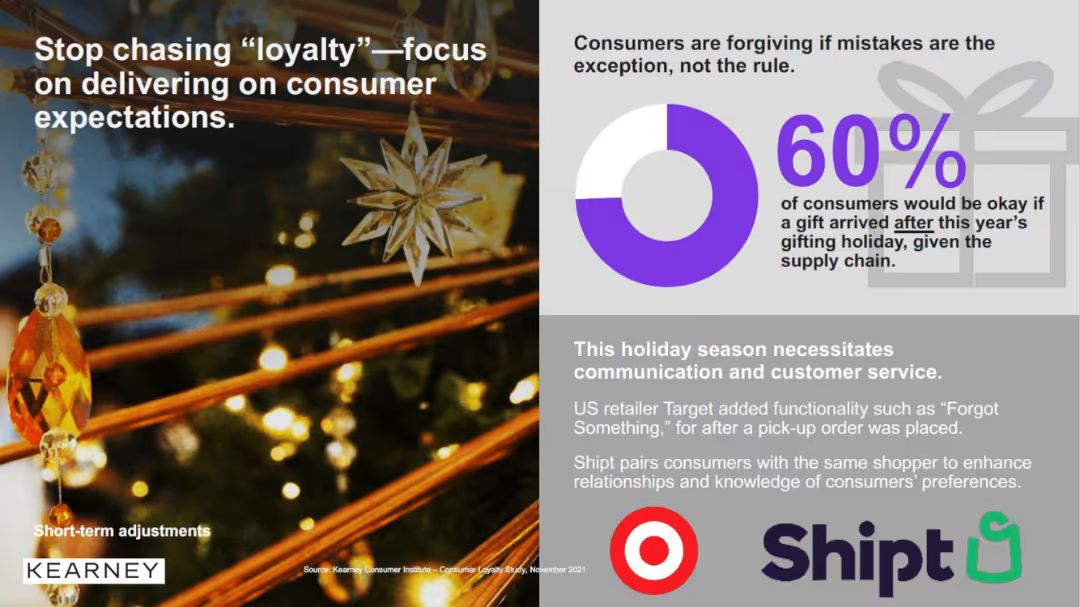 Stop chasing “loyalty”—focus
on delivering on consumer
expectations.
Short-term adjustments
KEARNEY
Source: Kearney Consumer Institute – Consumer Loyalty Study, November 2021
Consumers are forgiving if mistakes are the
exception, not the rule.
60%
of consumers would be okay if
a gift arrived after this year’s
gifting holiday, given the
supply chain.
This holiday season necessitates
communication and customer service.
US retailer Target added functionality such as “Forgot
Something,” for after a pick-up order was placed.
Shipt pairs consumers with the same shopper to enhance
relationships and knowledge of consumers’ preferences.
Shipt